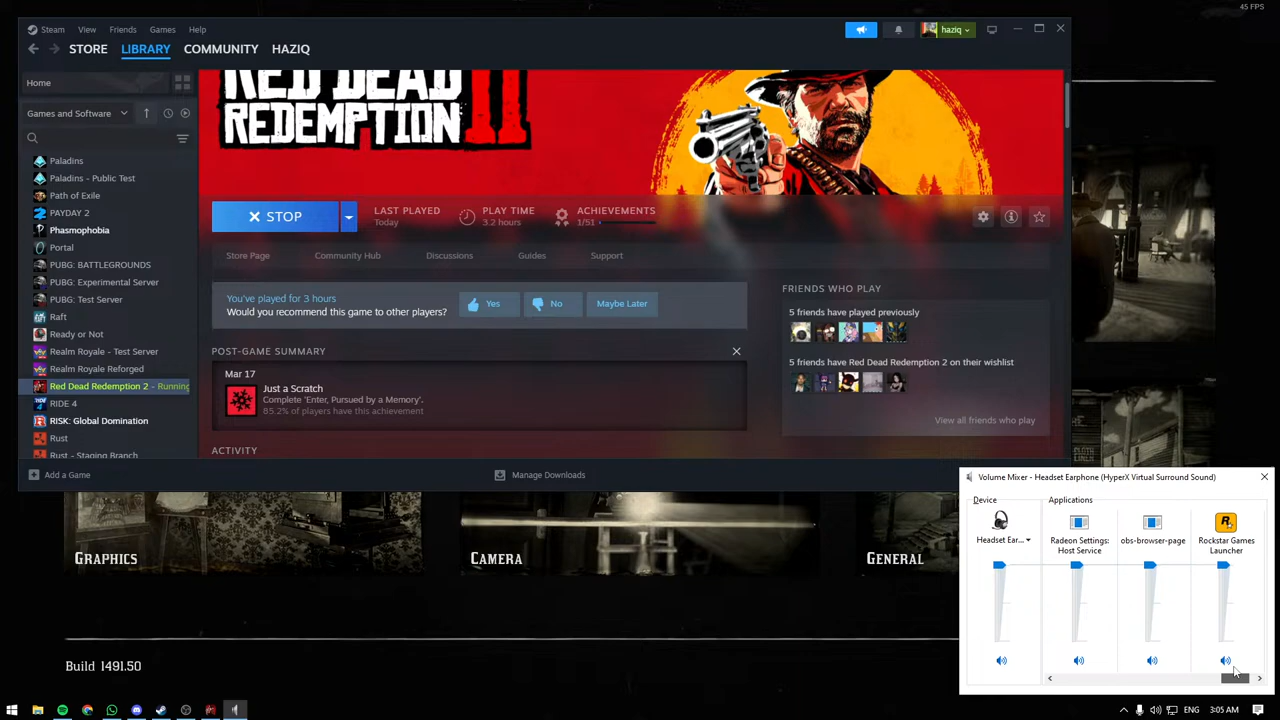 45 FPS
Steam View Friends Games Help
haziq
STORE LIBRARY COMMUNITY HAZIQ
Home
Games and Software
RED DEAD
REDEMPTION II
Paladins
Paladins - Public Test
Path of Exile
PAYDAY 2
Phasmophobia
Portal
PUBG: BATTLEGROUNDS
PUBG: Experimental Server
PUBG: Test Server
Raft
Ready or Not
Realm Royale - Test Server
Realm Royale Reforged
Red Dead Redemption 2 - Running
RIDE 4
RISK: Global Domination
Rust
Rust - Staging Branch
Add a Game
STOP
LAST PLAYED
Today
PLAY TIME
3.2 hours
ACHIEVEMENTS
1/51
Store Page Community Hub Discussions Guides Support
You've played for 3 hours
Would you recommend this game to other players?
Yes No Maybe Later
POST-GAME SUMMARY
Mar 17
Just a Scratch
Complete 'Enter, Pursued by a Memory'.
85.2% of players have this achievement
ACTIVITY
FRIENDS WHO PLAY
5 friends have played previously
5 friends have Red Dead Redemption 2 on their wishlist
View all friends who play
Manage Downloads
GRAPHICS
CAMERA
GENERAL
Build 1491.50
Volume Mixer - Headset Earphone (HyperX Virtual Surround Sound)
Device
Applications
Headset Ear...
Radeon Settings:
Host Service
obs-browser-page
Rockstar Games
Launcher
ENG 3:05 AM